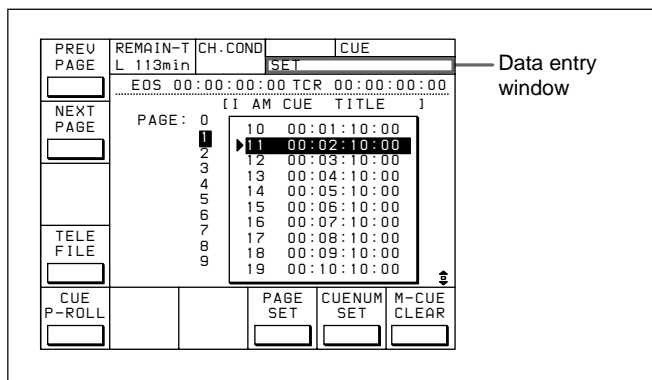 PREV PAGE
REMAIN-T
L 113min
CH.COND
CUE
SET
Data entry window
EOS 00:00:00:00 TCR 00:00:00:00
[I AM CUE TITLE ]
NEXT PAGE
PAGE: 0
1
2
3
4
5
6
7
8
9
10 00:01:10:00
11 00:02:10:00
12 00:03:10:00
13 00:04:10:00
14 00:05:10:00
15 00:06:10:00
16 00:07:10:00
17 00:08:10:00
18 00:09:10:00
19 00:10:10:00
TELE FILE
CUE P-ROLL
PAGE SET
CUENUM SET
M-CUE CLEAR